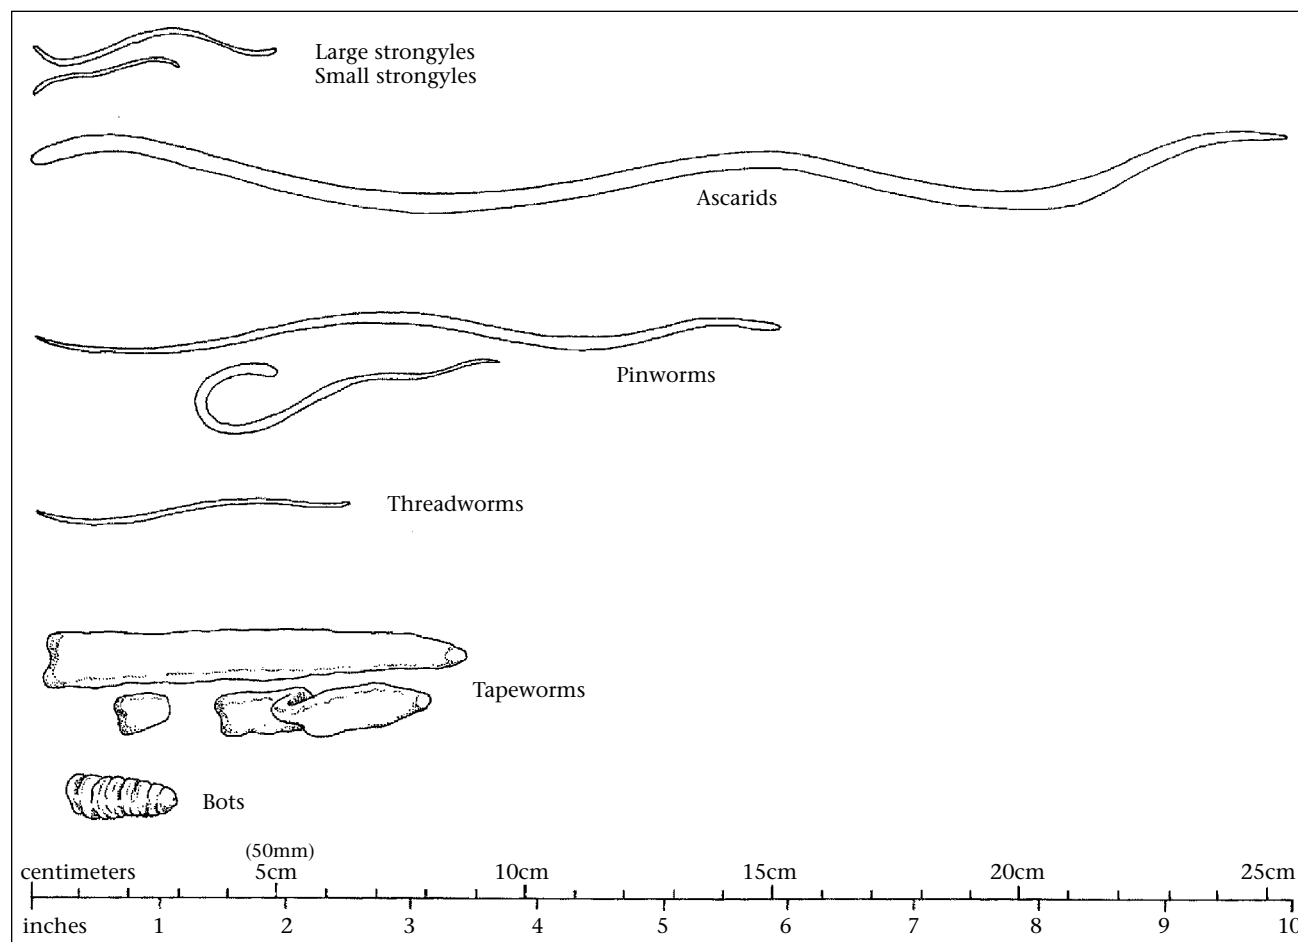 Large strongyles
Small strongyles
Ascarids
Pinworms
Threadworms
Tapeworms
Bots
(50mm)
centimeters 5cm 10cm 15cm 20cm 25cm
inches 1 2 3 4 5 6 7 8 9 10